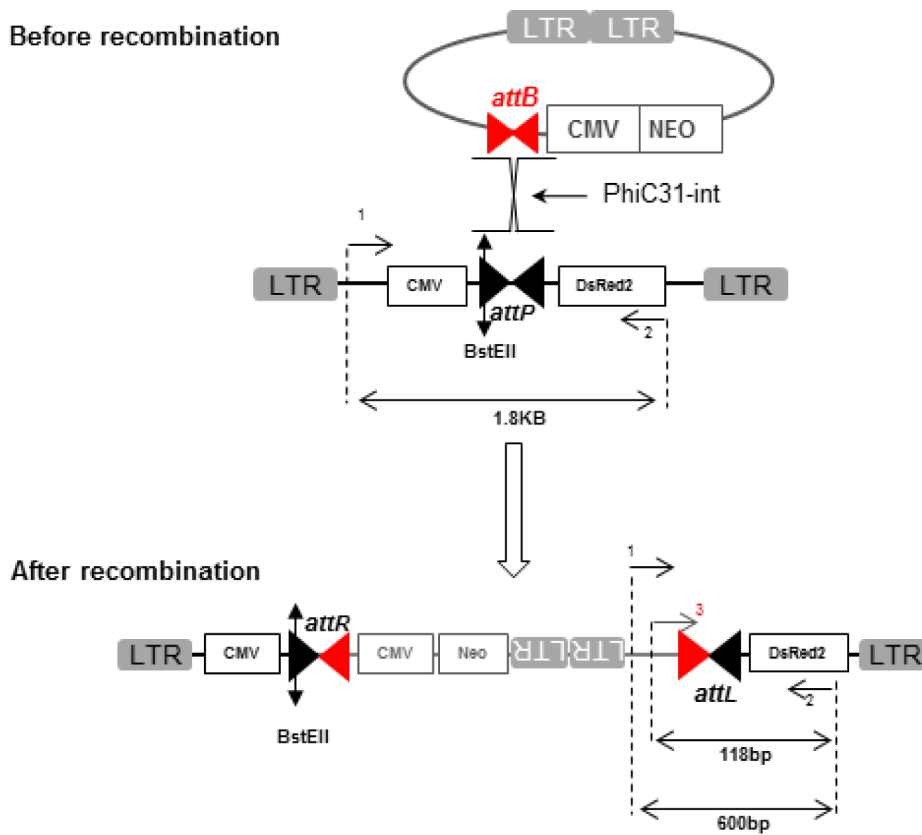 Before recombination
LTR LTR
attB
CMV NEO
PhiC31-int
1
LTR CMV attP DsRed2 LTR
2
BstEII
1.8KB
After recombination
1
3
LTR CMV attR CMV Neo LTR LTR attL DsRed2 LTR
2
BstEII
118bp
600bp